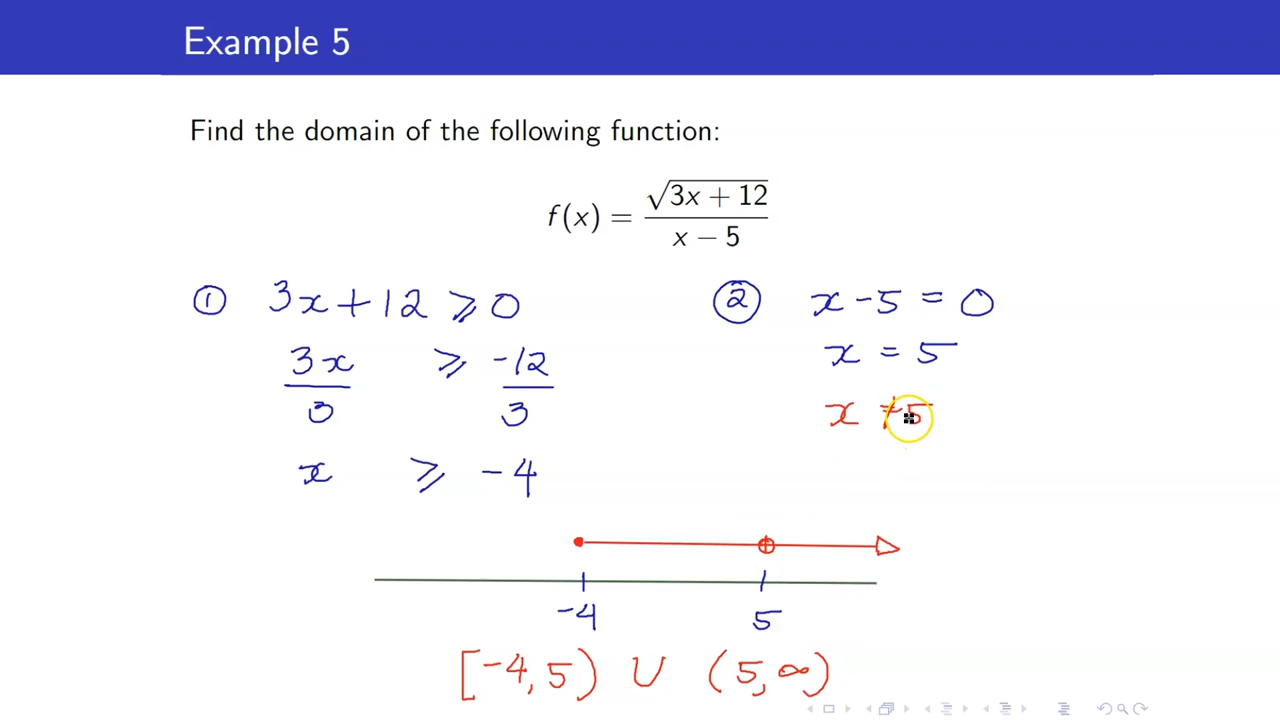 Example 5
Find the domain of the following function:
f(x) = √(3x + 12) / (x − 5)
① 3x + 12 ⩾ 0
3x/3 ⩾ -12/3
x ⩾ -4
② x - 5 = 0
x = 5
x ≠ 5
-4 5
[-4, 5) ∪ (5, ∞)